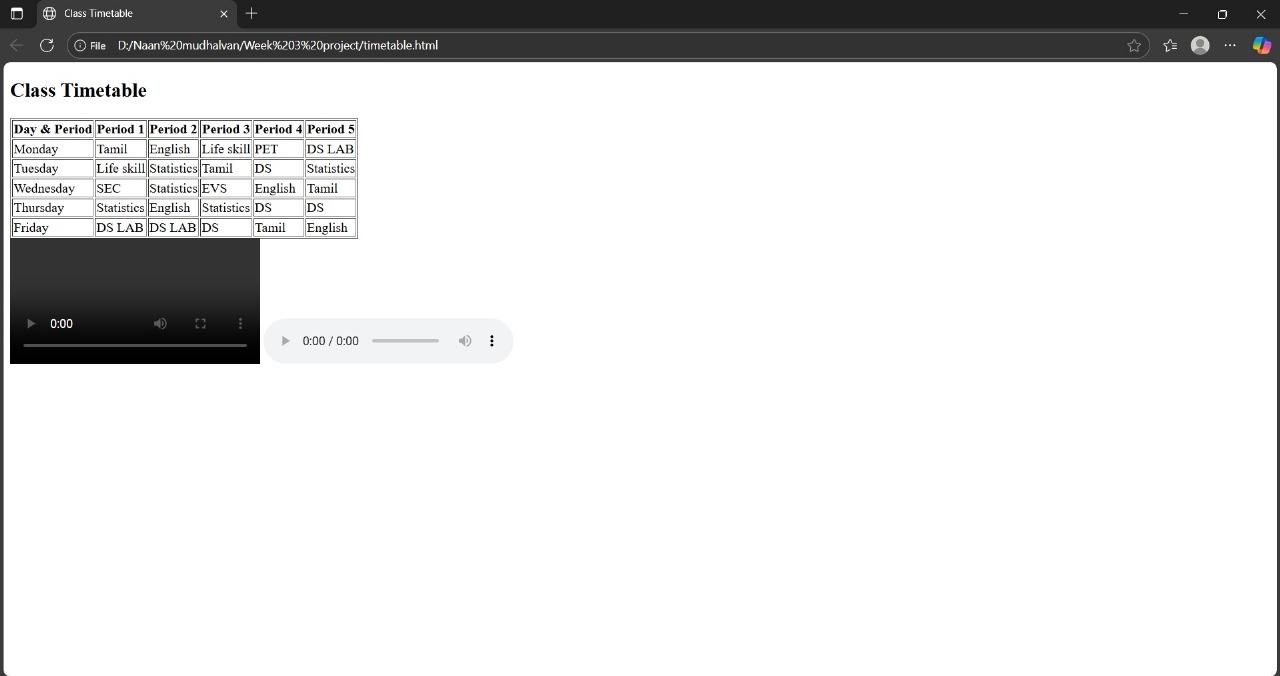 Class Timetable
File D:/Naan%20mudhalvan/Week%203%20project/timetable.html
Class Timetable
Day & Period Period 1 Period 2 Period 3 Period 4 Period 5
Monday Tamil English Life skill PET DS LAB
Tuesday Life skill Statistics Tamil DS Statistics
Wednesday SEC Statistics EVS English Tamil
Thursday Statistics English Statistics DS DS
Friday DS LAB DS LAB DS Tamil English
0:00
0:00 / 0:00